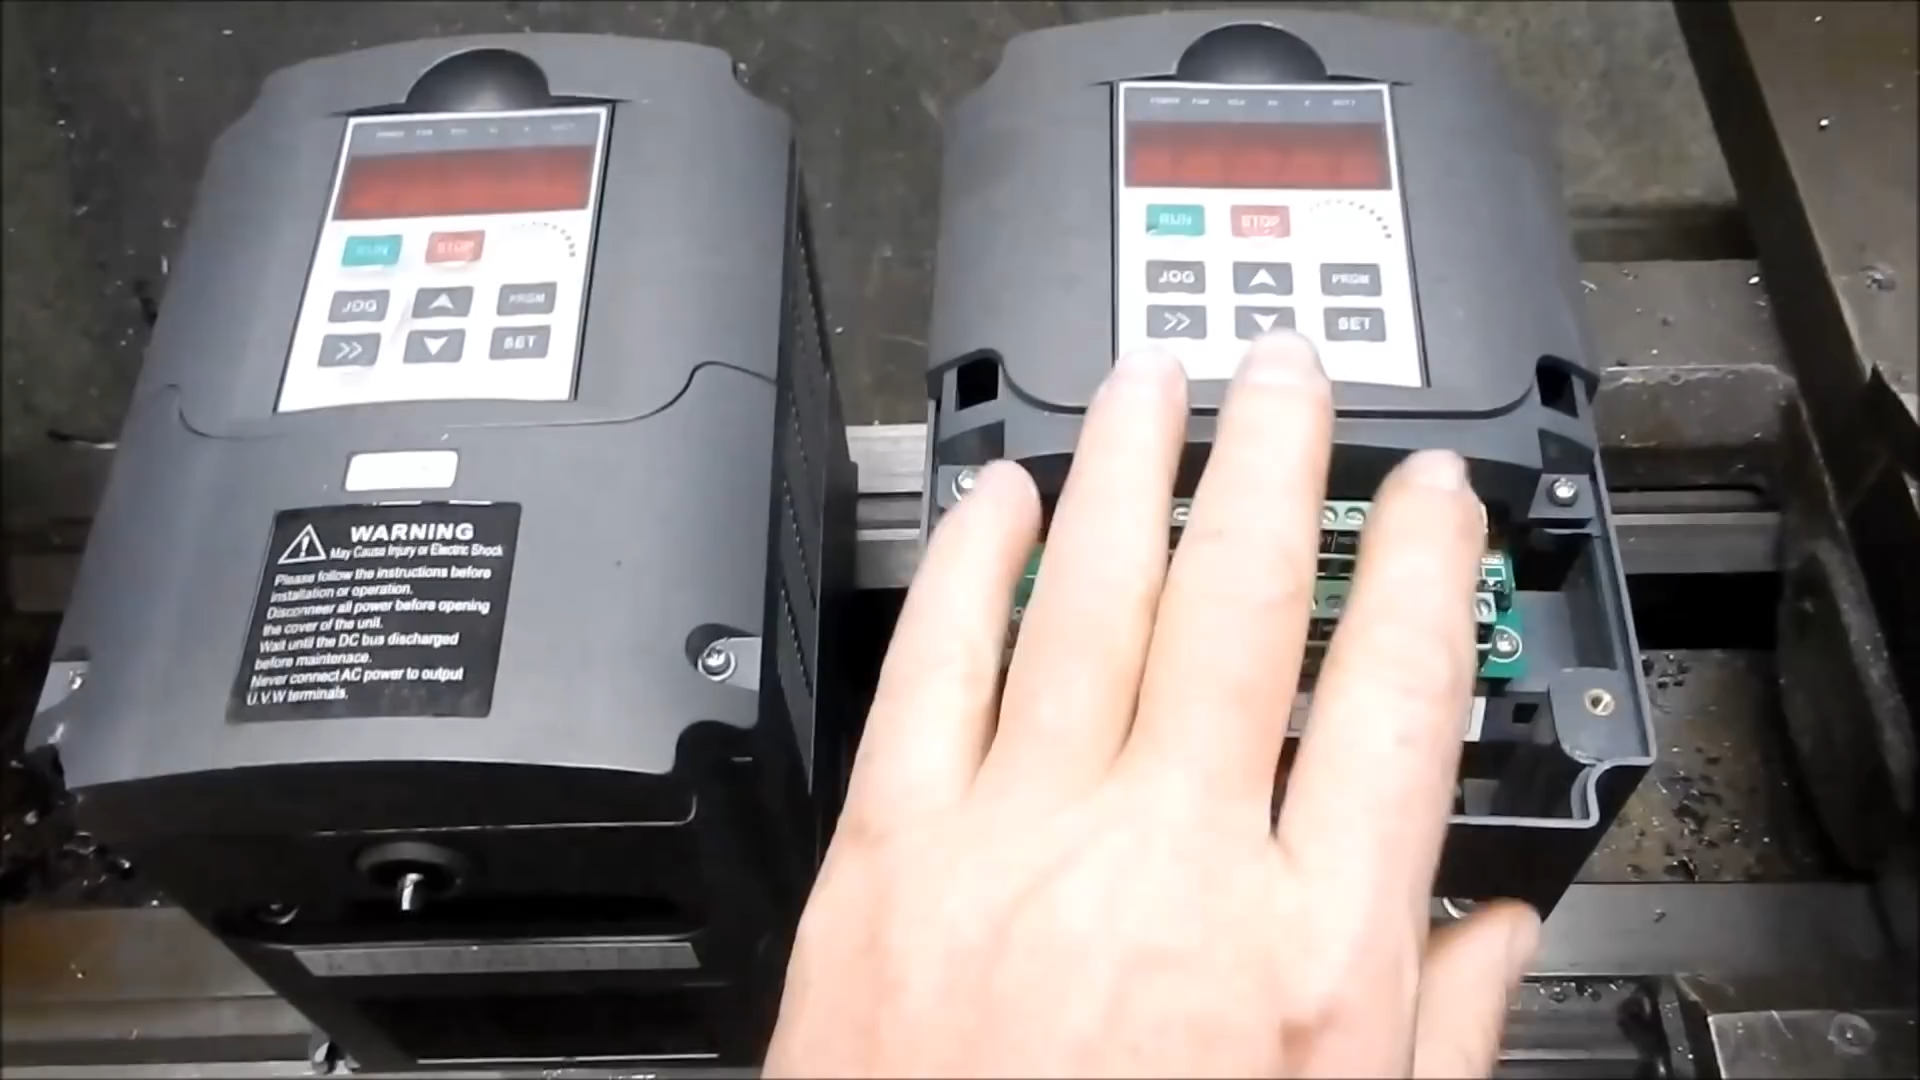 RUN STOP
JOG PRGM
>> SET
WARNING
May Cause Injury or Electric Shock
Please follow the instructions before
installation or operation.
Disconneer all power before opening
the cover of the unit.
Wait until the DC bus discharged
before maintenace.
Never connect AC power to output
U.V.W terminals.
RUN STOP
JOG PRGM
>> SET